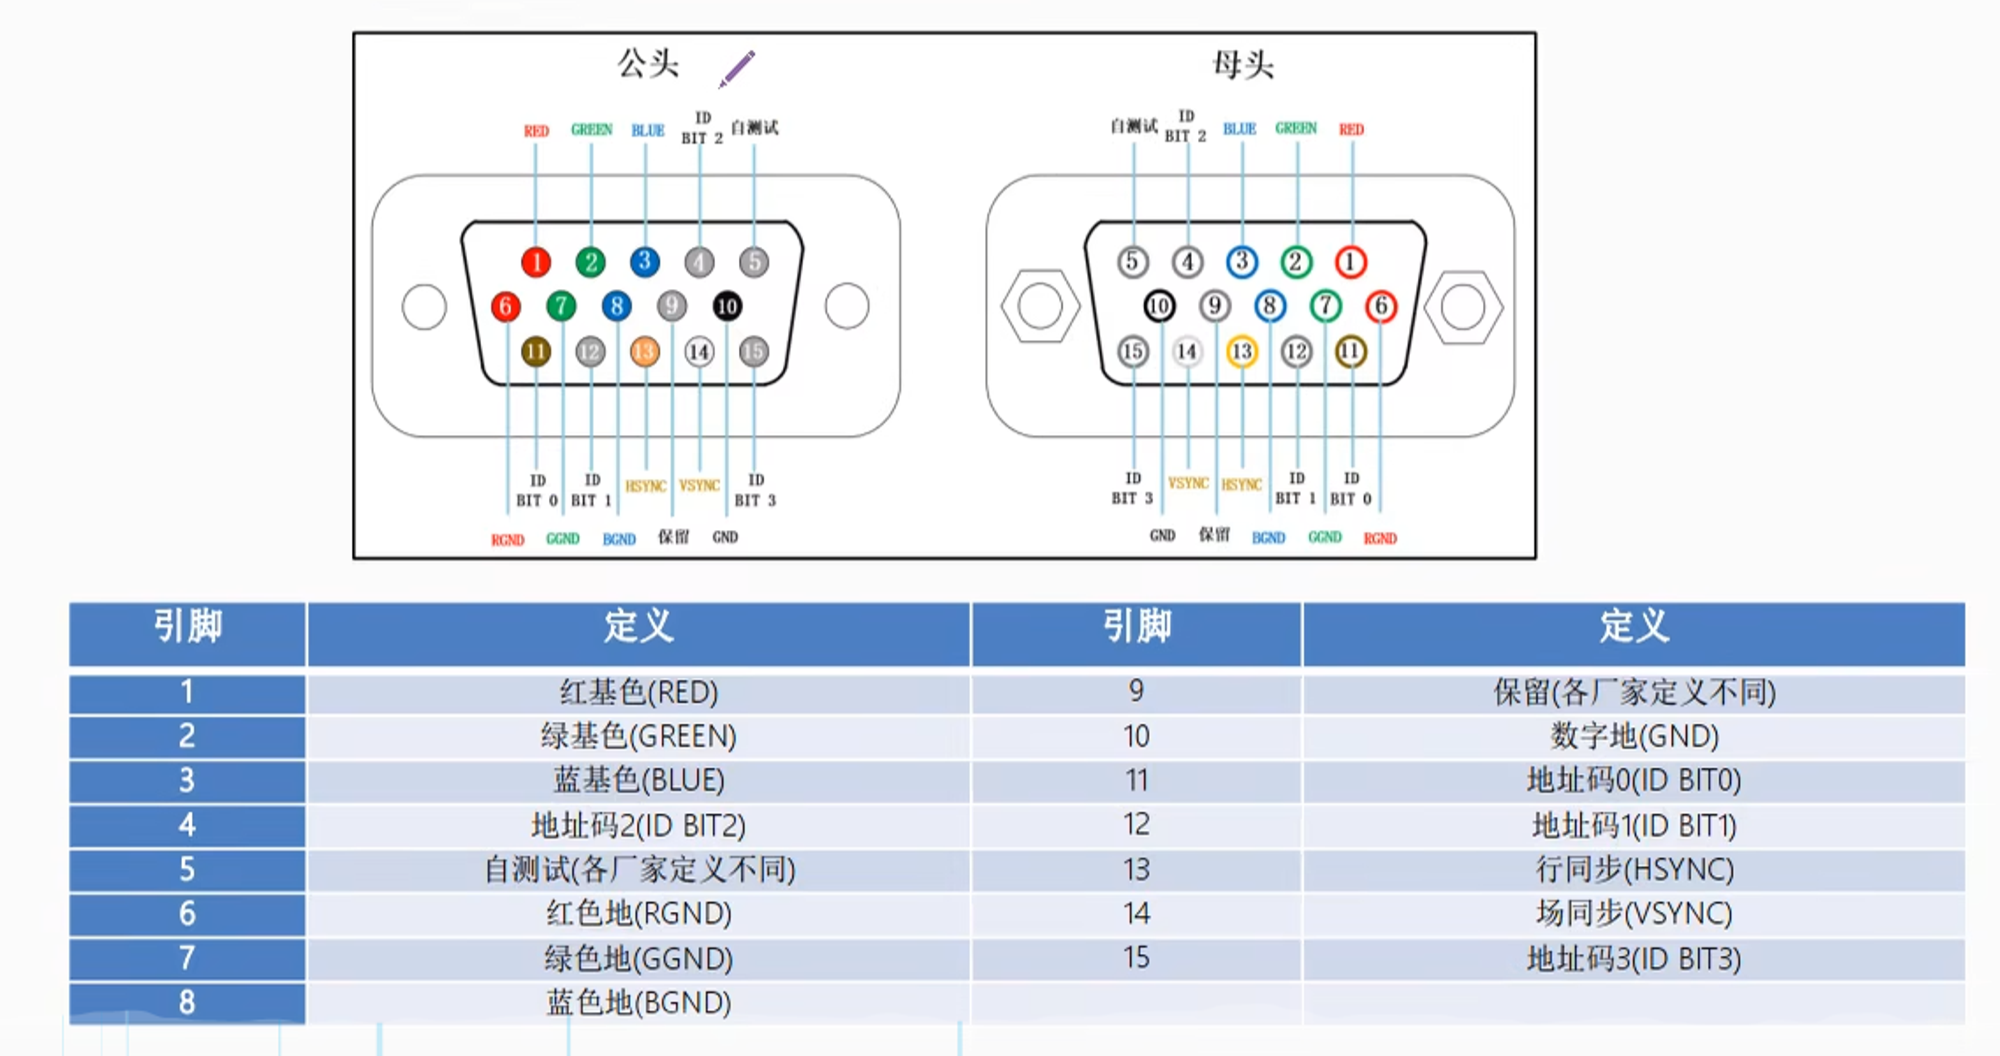 公头
母头
RED GREEN BLUE ID BIT 2 自测试
自测试 ID BIT 2 BLUE GREEN RED
1 2 3 4 5
5 4 3 2 1
6 7 8 9 10
10 9 8 7 6
11 12 13 14 15
15 14 13 12 11
ID BIT 0 ID BIT 1 HSYNC VSYNC ID BIT 3
ID BIT 3 VSYNC HSYNC ID BIT 1 ID BIT 0
RGND GGND BGND 保留 GND
GND 保留 BGND GGND RGND
引脚 定义 引脚 定义
1 红基色(RED) 9 保留(各厂家定义不同)
2 绿基色(GREEN) 10 数字地(GND)
3 蓝基色(BLUE) 11 地址码0(ID BIT0)
4 地址码2(ID BIT2) 12 地址码1(ID BIT1)
5 自测试(各厂家定义不同) 13 行同步(HSYNC)
6 红色地(RGND) 14 场同步(VSYNC)
7 绿色地(GGND) 15 地址码3(ID BIT3)
8 蓝色地(BGND)